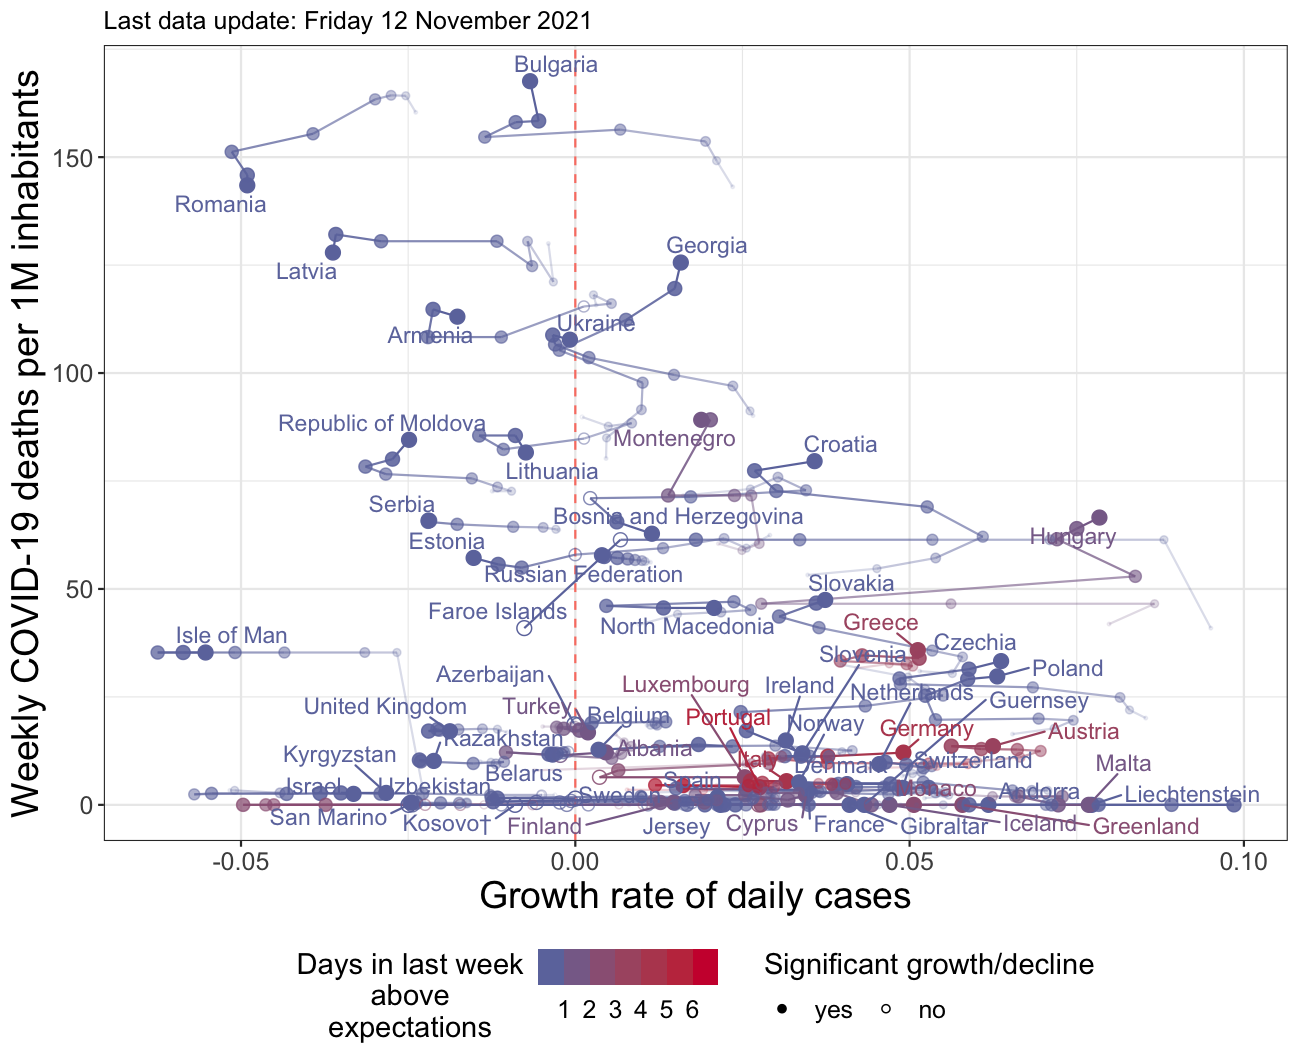 Last data update: Friday 12 November 2021
Weekly COVID-19 deaths per 1M inhabitants
150
100
50
0
Bulgaria
Romania
Georgia
Latvia
Ukraine
Armenia
Republic of Moldova
Montenegro
Croatia
Lithuania
Serbia
Bosnia and Herzegovina
Hungary
Estonia
Russian Federation
Slovakia
Faroe Islands
North Macedonia
Greece
Isle of Man
Slovenia
Czechia
Poland
Azerbaijan
Luxembourg
Ireland
Netherlands
Guernsey
United Kingdom
Turkey
Belgium
Portugal
Norway
Germany
Austria
Kazakhstan
Albania
Kyrgyzstan
Italy
Switzerland
Malta
Belarus
Denmark
Israel
Uzbekistan
Spain
Monaco
Andorra
Liechtenstein
Sweden
San Marino
Kosovo†
Finland
Jersey
Cyprus
France
Gibraltar
Iceland
Greenland
-0.05
0.00
0.05
0.10
Growth rate of daily cases
Days in last week
above
expectations
1 2 3 4 5 6
Significant growth/decline
yes
no